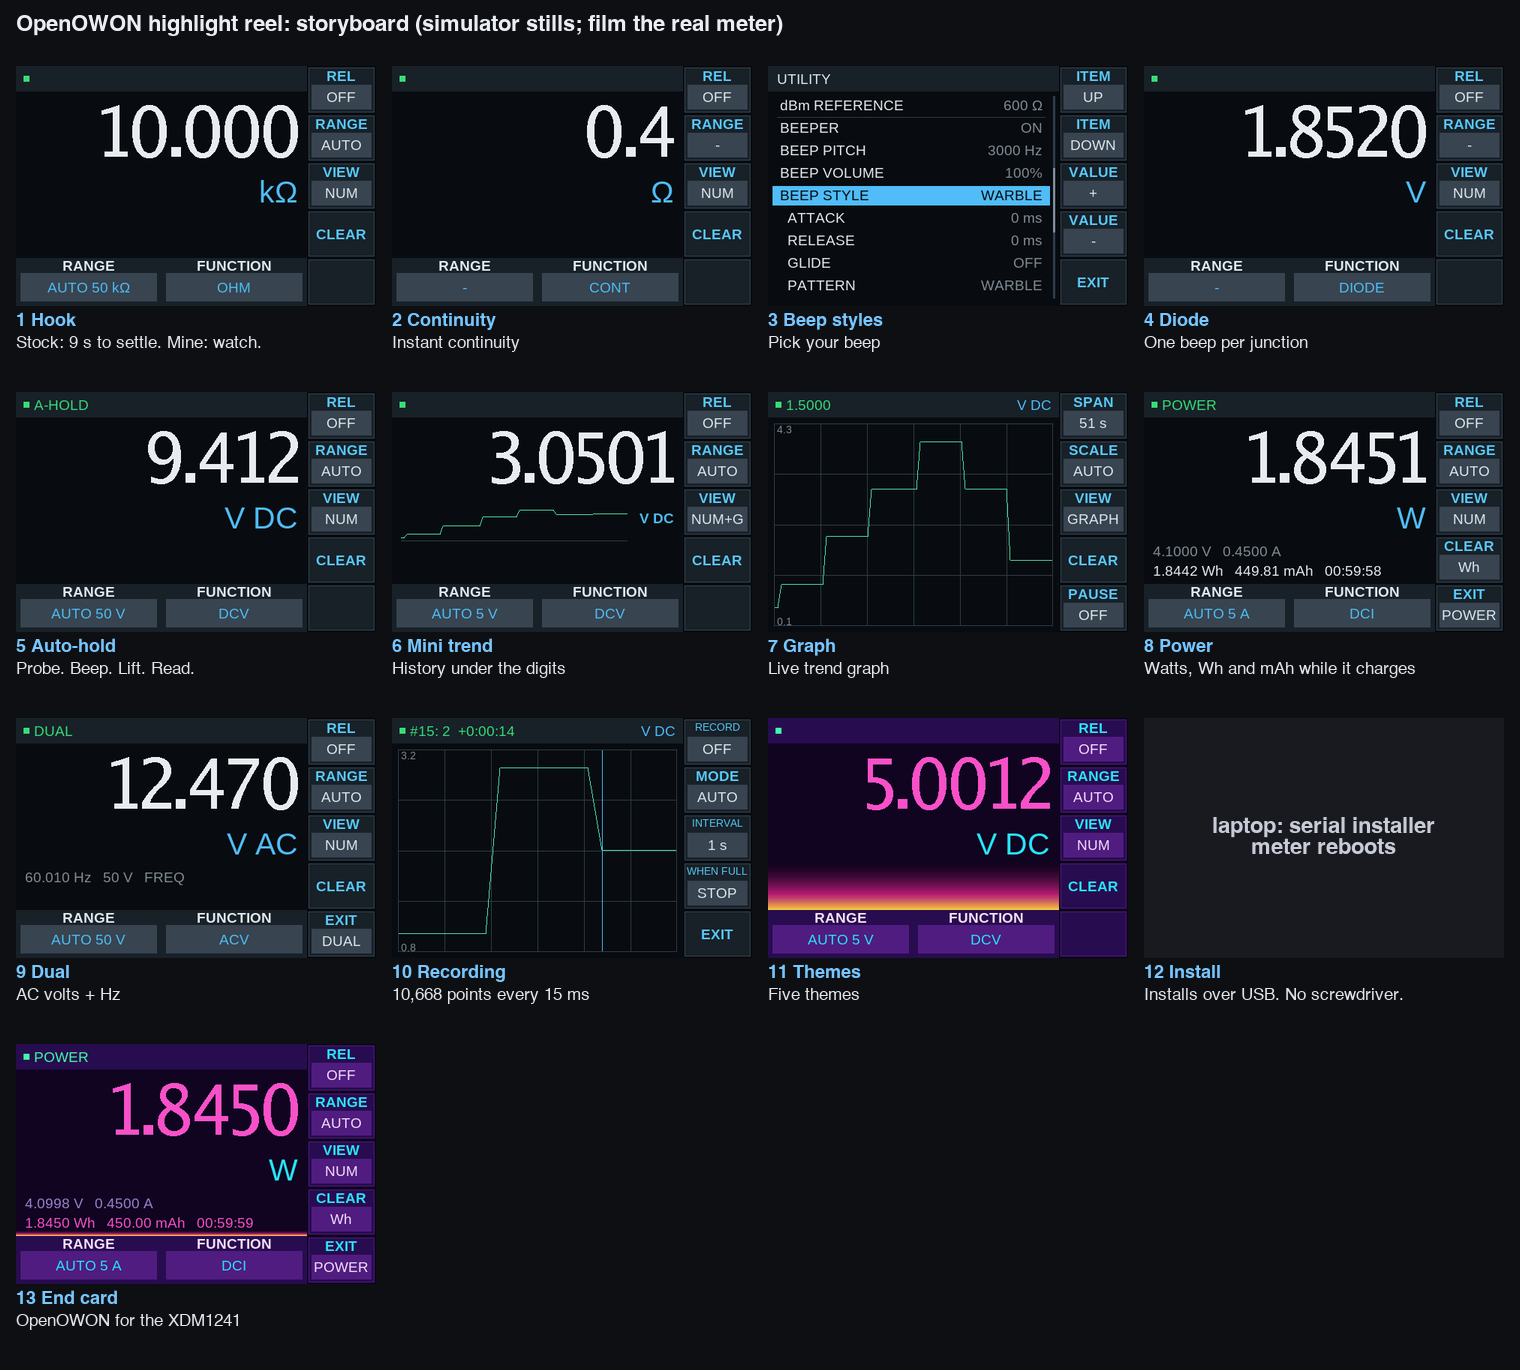 OpenOWON highlight reel: storyboard (simulator stills; film the real meter)
REL
OFF
10.000
RANGE
AUTO
kΩ
VIEW
NUM
CLEAR
RANGE
FUNCTION
AUTO 50 kΩ
OHM
1 Hook
Stock: 9 s to settle. Mine: watch.
REL
OFF
0.4
RANGE
-
Ω
VIEW
NUM
CLEAR
RANGE
FUNCTION
-
CONT
2 Continuity
Instant continuity
UTILITY
dBm REFERENCE 600 Ω
BEEPER ON
BEEP PITCH 3000 Hz
BEEP VOLUME 100%
BEEP STYLE WARBLE
ATTACK 0 ms
RELEASE 0 ms
GLIDE OFF
PATTERN WARBLE
ITEM
UP
ITEM
DOWN
VALUE
+
VALUE
-
EXIT
3 Beep styles
Pick your beep
REL
OFF
1.8520
RANGE
-
V
VIEW
NUM
CLEAR
RANGE
FUNCTION
-
DIODE
4 Diode
One beep per junction
A-HOLD
REL
OFF
9.412
RANGE
AUTO
V DC
VIEW
NUM
CLEAR
RANGE
FUNCTION
AUTO 50 V
DCV
5 Auto-hold
Probe. Beep. Lift. Read.
REL
OFF
3.0501
RANGE
AUTO
V DC
VIEW
NUM+G
CLEAR
RANGE
FUNCTION
AUTO 5 V
DCV
6 Mini trend
History under the digits
1.5000
V DC
4.3
0.1
SPAN
51 s
SCALE
AUTO
VIEW
GRAPH
CLEAR
PAUSE
OFF
7 Graph
Live trend graph
POWER
REL
OFF
1.8451
RANGE
AUTO
W
VIEW
NUM
4.1000 V 0.4500 A
1.8442 Wh 449.81 mAh 00:59:58
CLEAR
Wh
RANGE
FUNCTION
AUTO 5 A
DCI
EXIT
POWER
8 Power
Watts, Wh and mAh while it charges
DUAL
REL
OFF
12.470
RANGE
AUTO
V AC
VIEW
NUM
60.010 Hz 50 V FREQ
CLEAR
RANGE
FUNCTION
AUTO 50 V
ACV
EXIT
DUAL
9 Dual
AC volts + Hz
#15: 2 +0:00:14
V DC
3.2
0.8
RECORD
OFF
MODE
AUTO
INTERVAL
1 s
WHEN FULL
STOP
EXIT
10 Recording
10,668 points every 15 ms
REL
OFF
5.0012
RANGE
AUTO
V DC
VIEW
NUM
CLEAR
RANGE
FUNCTION
AUTO 5 V
DCV
11 Themes
Five themes
laptop: serial installer
meter reboots
12 Install
Installs over USB. No screwdriver.
POWER
REL
OFF
1.8450
RANGE
AUTO
W
VIEW
NUM
4.0998 V 0.4500 A
1.8450 Wh 450.00 mAh 00:59:59
CLEAR
Wh
RANGE
FUNCTION
AUTO 5 A
DCI
EXIT
POWER
13 End card
OpenOWON for the XDM1241